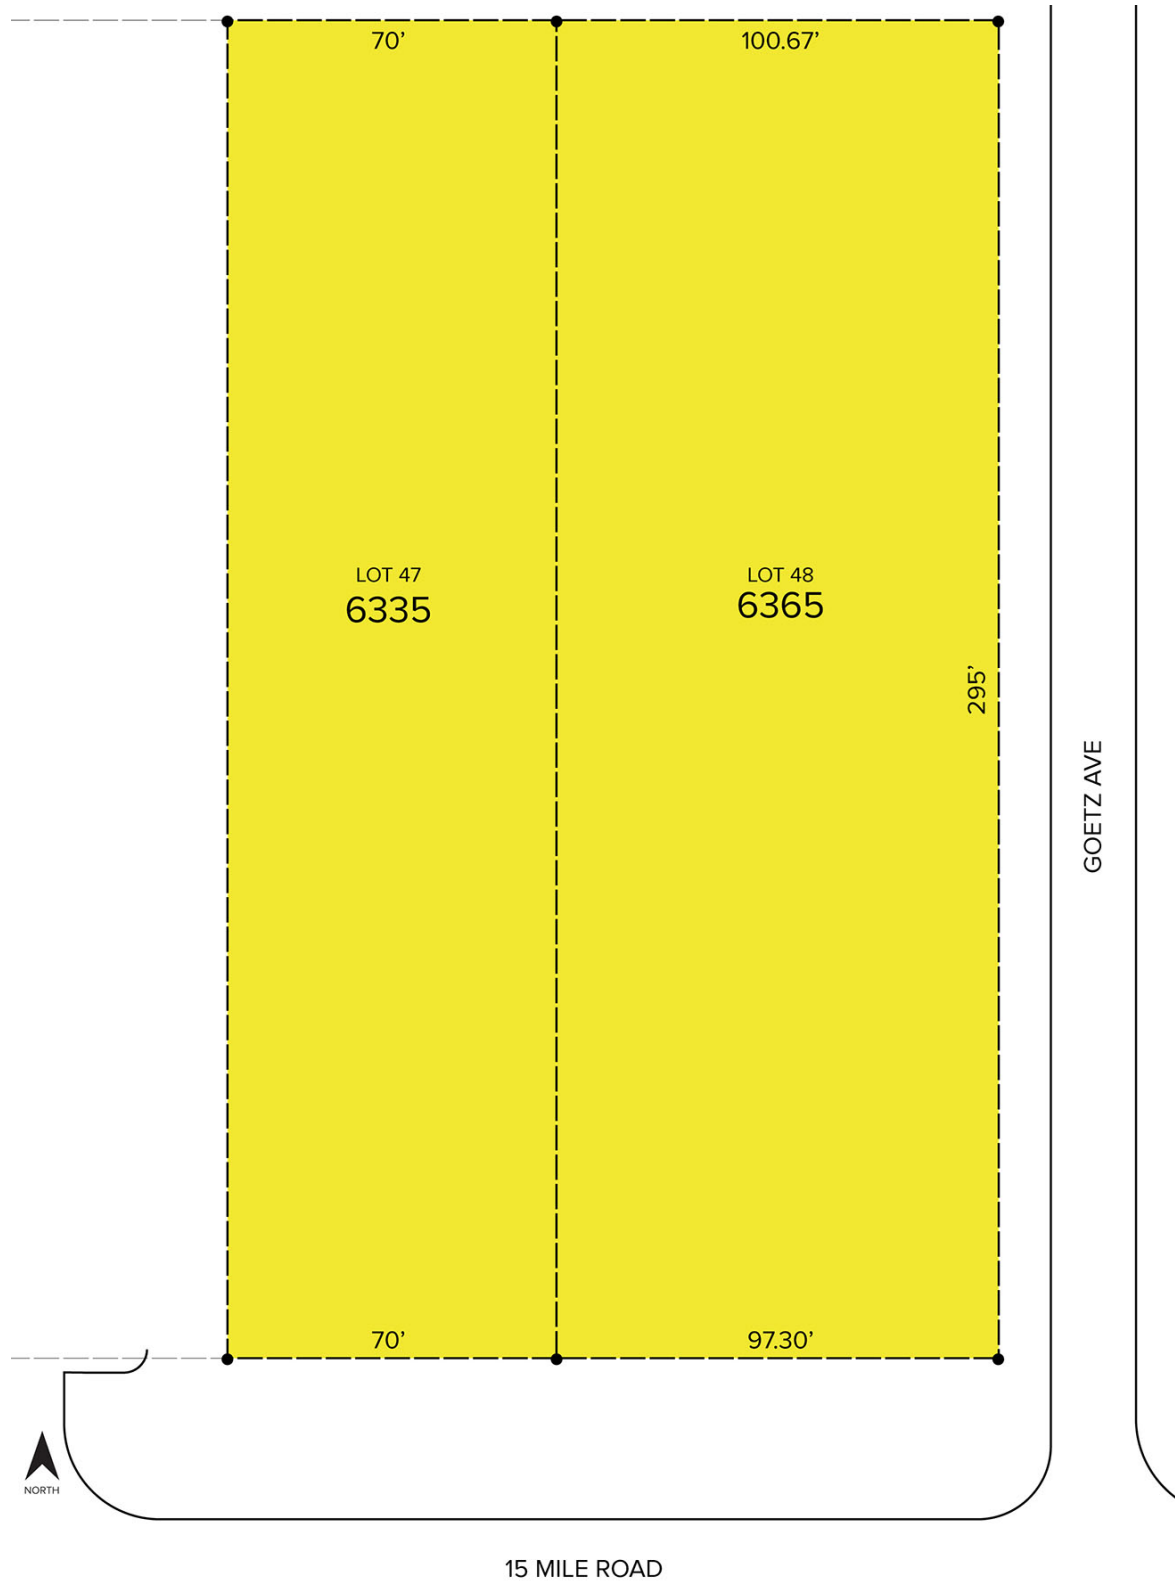 70’
100.67’
LOT 47
6335
LOT 48
6365
295’
GOETZ AVE
70’
97.30’
NORTH
15 MILE ROAD